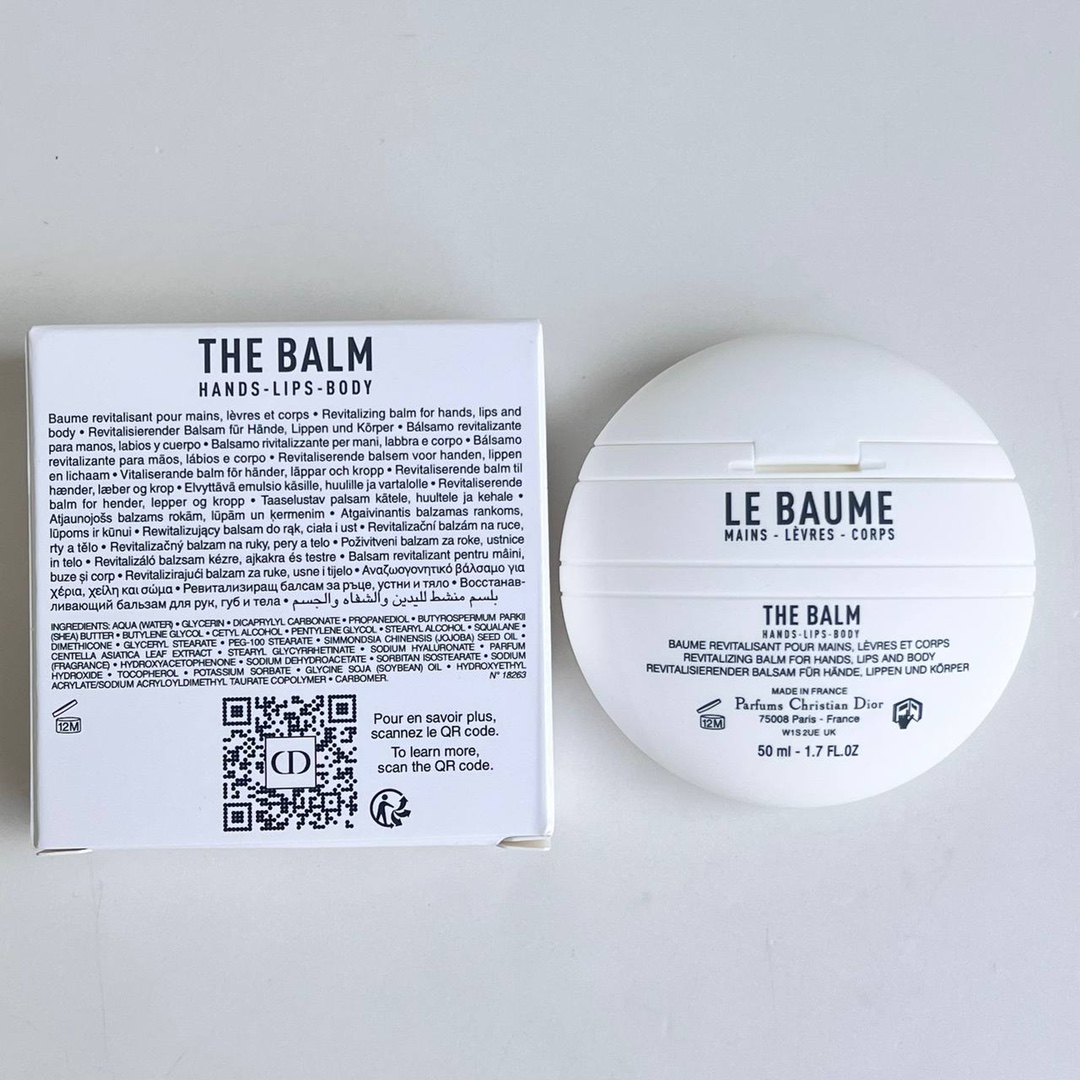 THE BALM
HANDS-LIPS-BODY
Baume revitalisant pour mains, lèvres et corps • Revitalizing balm for hands, lips and
body • Revitalisierender Balsam für Hände, Lippen und Körper • Bálsamo revitalizante
para manos, labios y cuerpo • Balsamo rivitalizzante per mani, labbra e corpo • Bálsamo
revitalizante para mãos, lábios e corpo • Revitaliserende balsem voor handen, lippen
en lichaam • Vitaliserande balm för händer, läppar och kropp • Revitaliserende balm til
hænder, læber og krop • Elvyttävä emulsio käsille, huulille ja vartalolle • Revitaliserende
balm for hender, lepper og kropp • Taaselustav palsam kätele, huultele ja kehale •
Atjaunojošs balzams rokām, lūpām un ķermenim • Atgaivinantis balzamas rankoms,
lūpoms ir kūnui • Rewitalizujący balsam do rąk, ciała i ust • Revitalizační balzám na ruce,
rty a tělo • Revitalizačný balzam na ruky, pery a telo • Poživitveni balzam za roke, ustnice
in telo • Revitalizáló balzsam kézre, ajkakra és testre • Balsam revitalizant pentru mâini,
buze și corp • Revitalizirajući balzam za ruke, usne i tijelo • Αναζωογονητικό βάλσαμο για
χέρια, χείλη και σώμα • Ревитализиращ балсам за ръце, устни и тяло • Восстанав-
ливающий бальзам для рук, губ и тела • بلسم منشط لليدين والشفاه والجسم
INGREDIENTS: AQUA (WATER) • GLYCERIN • DICAPRYLYL CARBONATE • PROPANEDIOL • BUTYROSPERMUM PARKII
(SHEA) BUTTER • BUTYLENE GLYCOL • CETYL ALCOHOL • PENTYLENE GLYCOL • STEARYL ALCOHOL • SQUALANE •
DIMETHICONE • GLYCERYL STEARATE • PEG-100 STEARATE • SIMMONDSIA CHINENSIS (JOJOBA) SEED OIL •
CENTELLA ASIATICA LEAF EXTRACT • STEARYL GLYCYRRHETINATE • SODIUM HYALURONATE • PARFUM
(FRAGRANCE) • HYDROXYACETOPHENONE • SODIUM DEHYDROACETATE • SORBITAN ISOSTEARATE • SODIUM
HYDROXIDE • TOCOPHEROL • POTASSIUM SORBATE • GLYCINE SOJA (SOYBEAN) OIL • HYDROXYETHYL
ACRYLATE/SODIUM ACRYLOYLDIMETHYL TAURATE COPOLYMER • CARBOMER. N° 18263
12M
Pour en savoir plus,
scannez le QR code.
To learn more,
scan the QR code.
CD
LE BAUME
MAINS - LÈVRES - CORPS
THE BALM
HANDS-LIPS-BODY
BAUME REVITALISANT POUR MAINS, LÈVRES ET CORPS
REVITALIZING BALM FOR HANDS, LIPS AND BODY
REVITALISIERENDER BALSAM FÜR HÄNDE, LIPPEN UND KÖRPER
MADE IN FRANCE
Parfums Christian Dior
75008 Paris - France
W1S 2UE UK
12M
50 ml - 1.7 FL.OZ